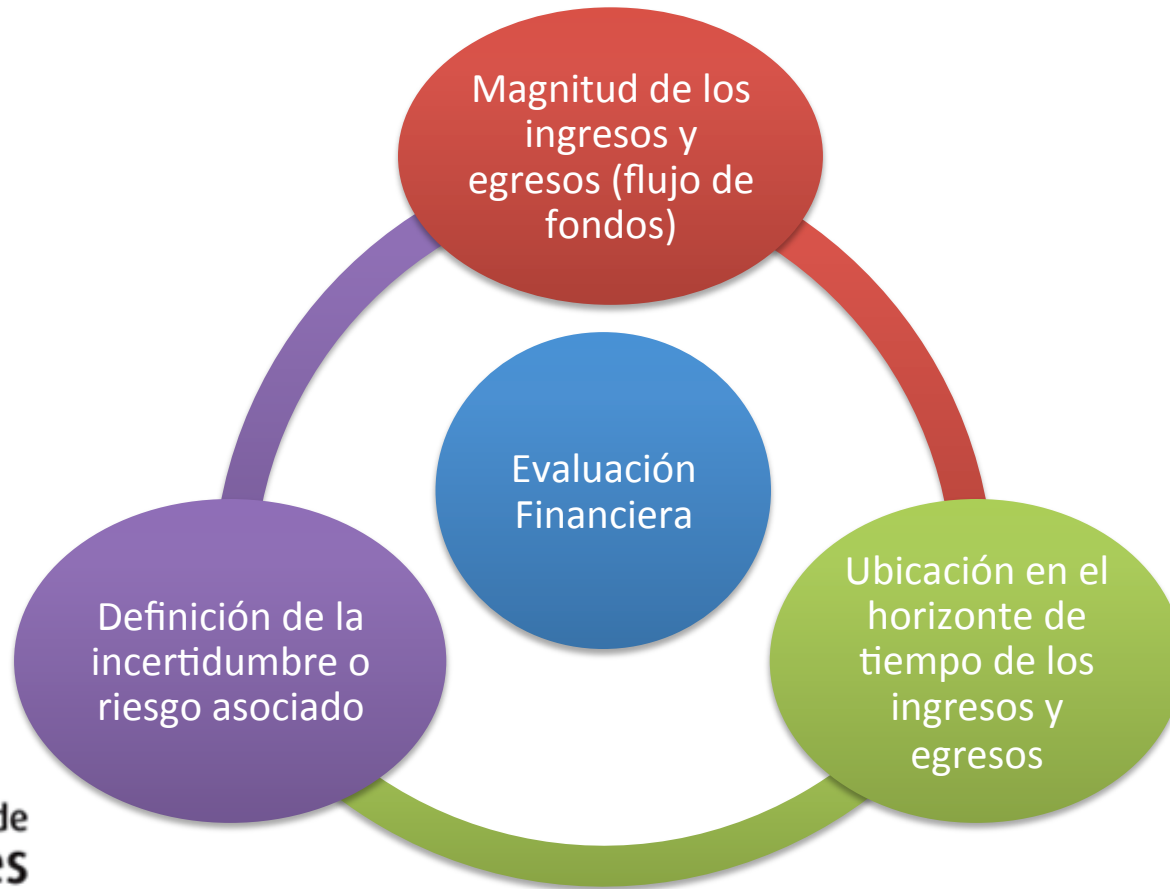 Magnitud de los
ingresos y
egresos (flujo de
fondos)
Evaluación
Financiera
Ubicación en el
horizonte de
tiempo de los
ingresos y
egresos
Definición de la
incertidumbre o
riesgo asociado
de
es